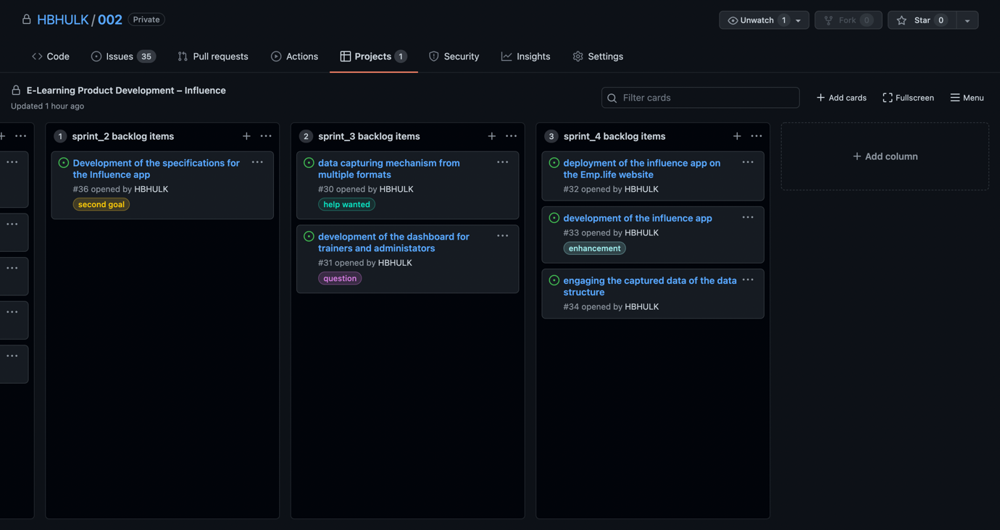 HBHULK / 002 Private
Unwatch 1
Fork 0
Star 0
Code
Issues 35
Pull requests
Actions
Projects 1
Security
Insights
Settings
E-Learning Product Development – Influence
Updated 1 hour ago
Filter cards
+ Add cards
Fullscreen
Menu
1 sprint_2 backlog items
Development of the specifications for
the Influence app
#36 opened by HBHULK
second goal
2 sprint_3 backlog items
data capturing mechanism from
multiple formats
#30 opened by HBHULK
help wanted
development of the dashboard for
trainers and administators
#31 opened by HBHULK
question
3 sprint_4 backlog items
deployment of the influence app on
the Emp.life website
#32 opened by HBHULK
development of the influence app
#33 opened by HBHULK
enhancement
engaging the captured data of the data
structure
#34 opened by HBHULK
+ Add column